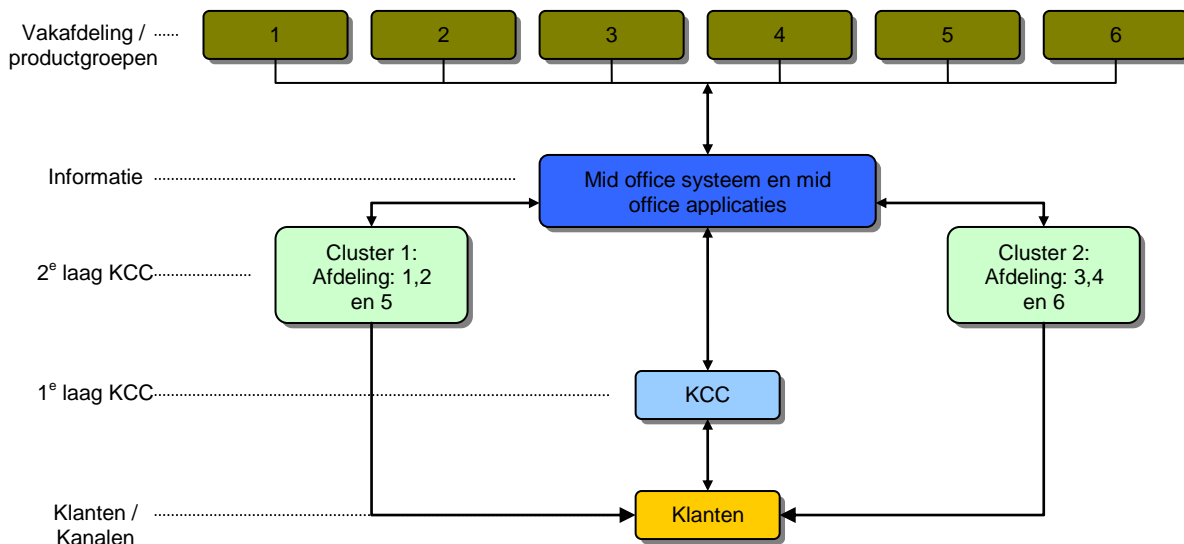 Vakafdeling /
productgroepen
1
2
3
4
5
6
Informatie
Mid office systeem en mid
office applicaties
2e laag KCC
Cluster 1:
Afdeling: 1,2
en 5
Cluster 2:
Afdeling: 3,4
en 6
1e laag KCC
KCC
Klanten /
Kanalen
Klanten